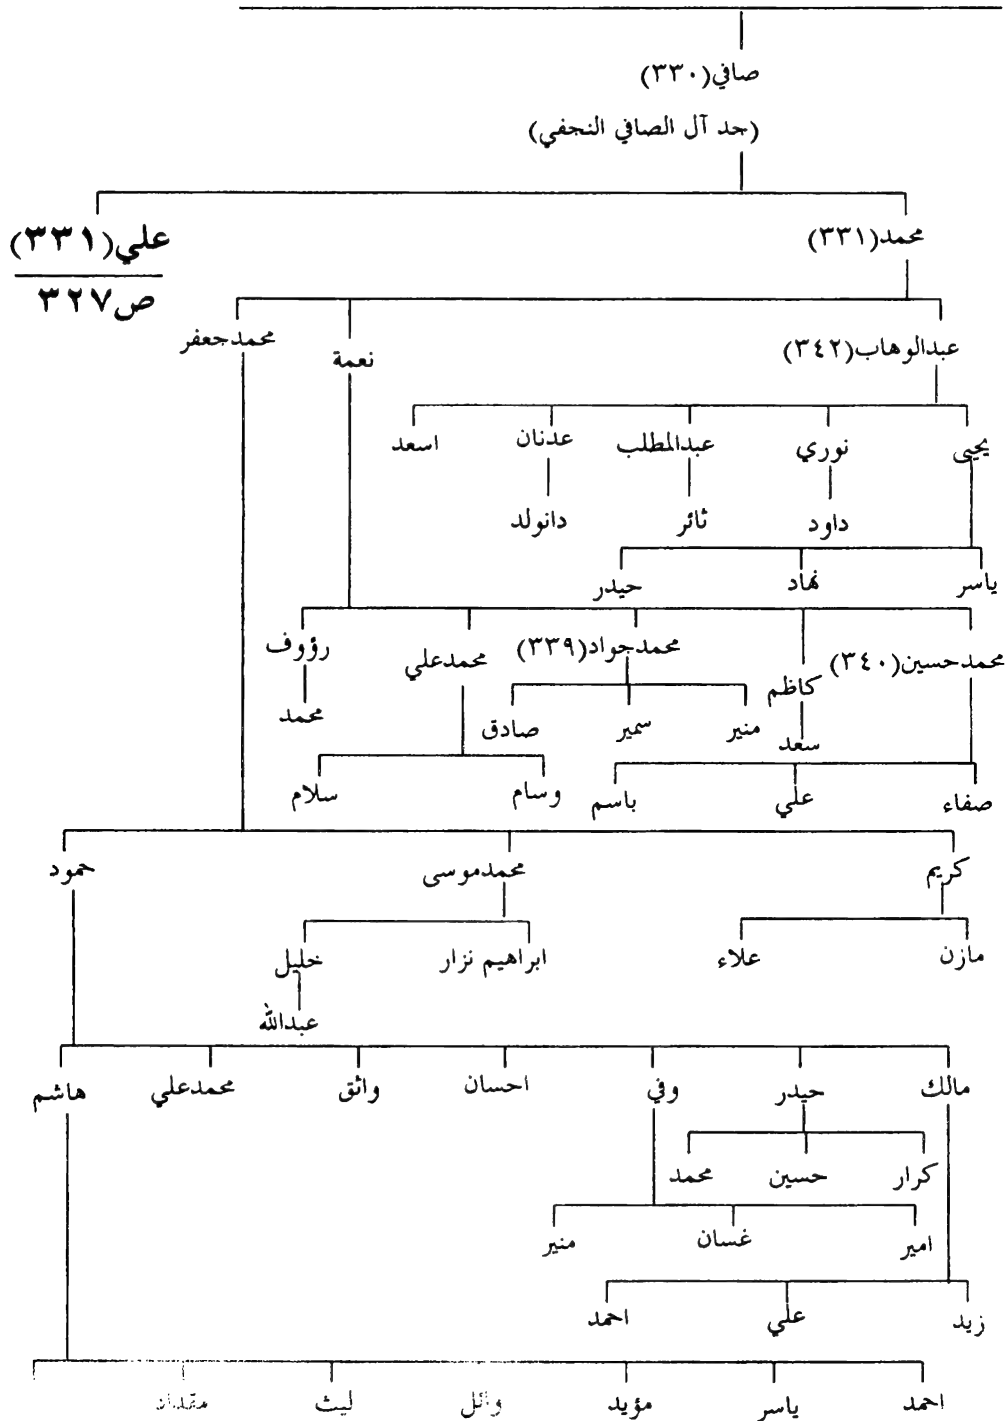 صافي(٣٣٠)
(جد آل الصافي النجفي)
محمد(٣٣١) علي(٣٣١)
ص٣٢٧
عبدالوهاب(٣٤٢) نعمة محمدجعفر
يحيى نوري عبدالمطلب عدنان اسعد
داود ثائر دانولد
ياسر نهاد حيدر
محمدحسين(٣٤٠) كاظم محمدجواد(٣٣٩) محمدعلي رؤوف
منير سمير صادق محمد
سعد
صفاء علي باسم وسام سلام
كريم محمدموسى حمود
مازن علاء ابراهيم نزار خليل
عبدالله
مالك حيدر وفي احسان واثق محمدعلي هاشم
كرار حسين محمد
امير غسان منير
زيد علي احمد
احمد ياسر مؤيد وائل ليث مقداد